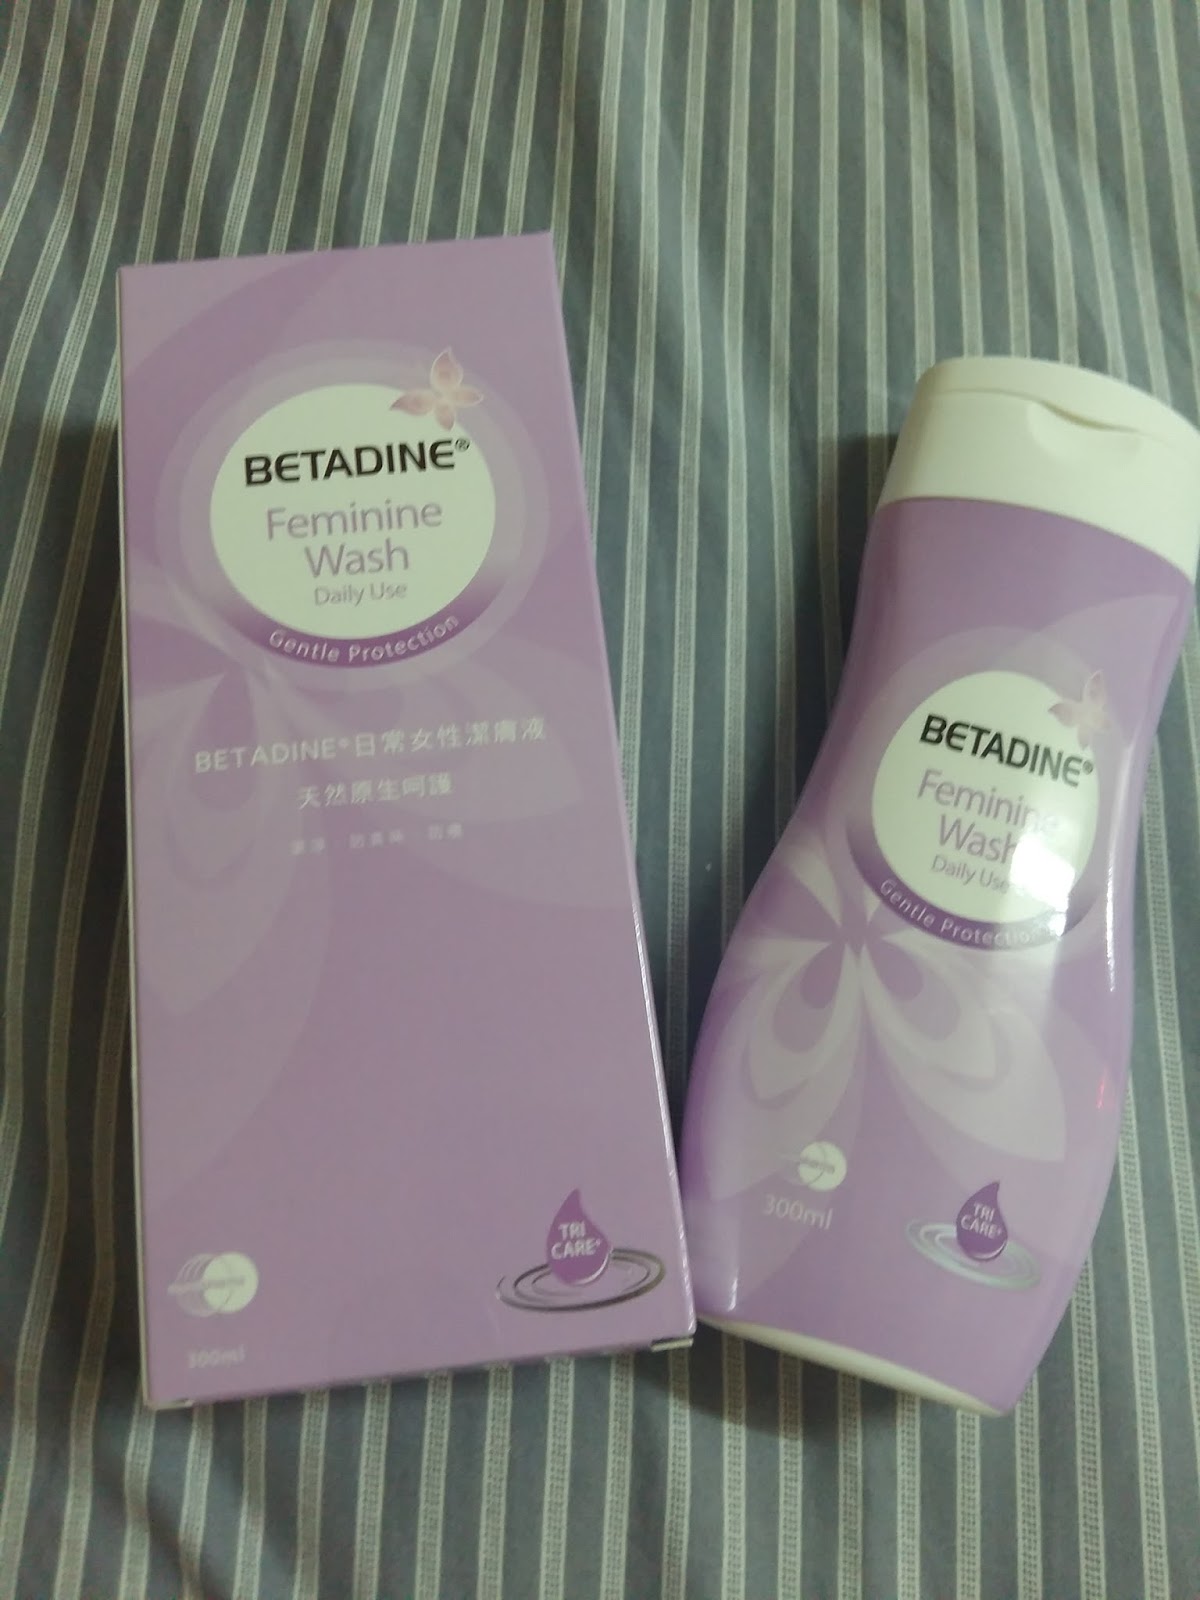 BETADINE®
Feminine
Wash
Daily Use
Gentle Protection
BETADINE®日常女性潔膚液
天然原生呵護
TRI
CARE+
300ml
BETADINE®
Feminine
Wash
Daily Use
Gentle Protection
300ml
TRI
CARE+